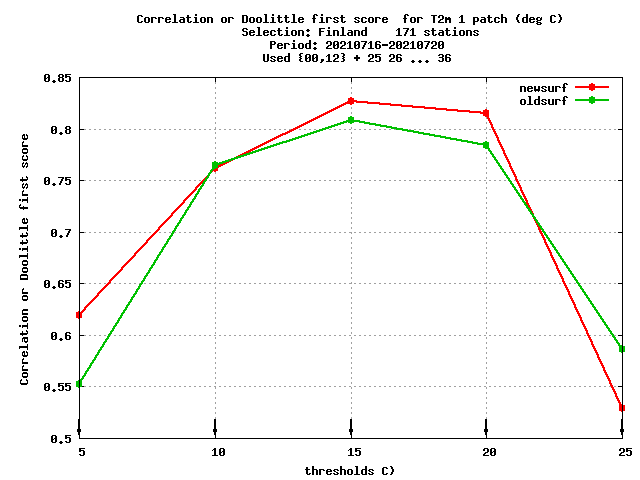 Correlation or Doolittle first score  for T2m 1 patch (deg C)
Selection: Finland    171 stations
Period: 20210716-20210720
Used {00,12} + 25 26 ... 36
newsurf
oldsurf
Correlation or Doolittle first score
0.85
0.8
0.75
0.7
0.65
0.6
0.55
0.5
5 10 15 20 25
thresholds C)